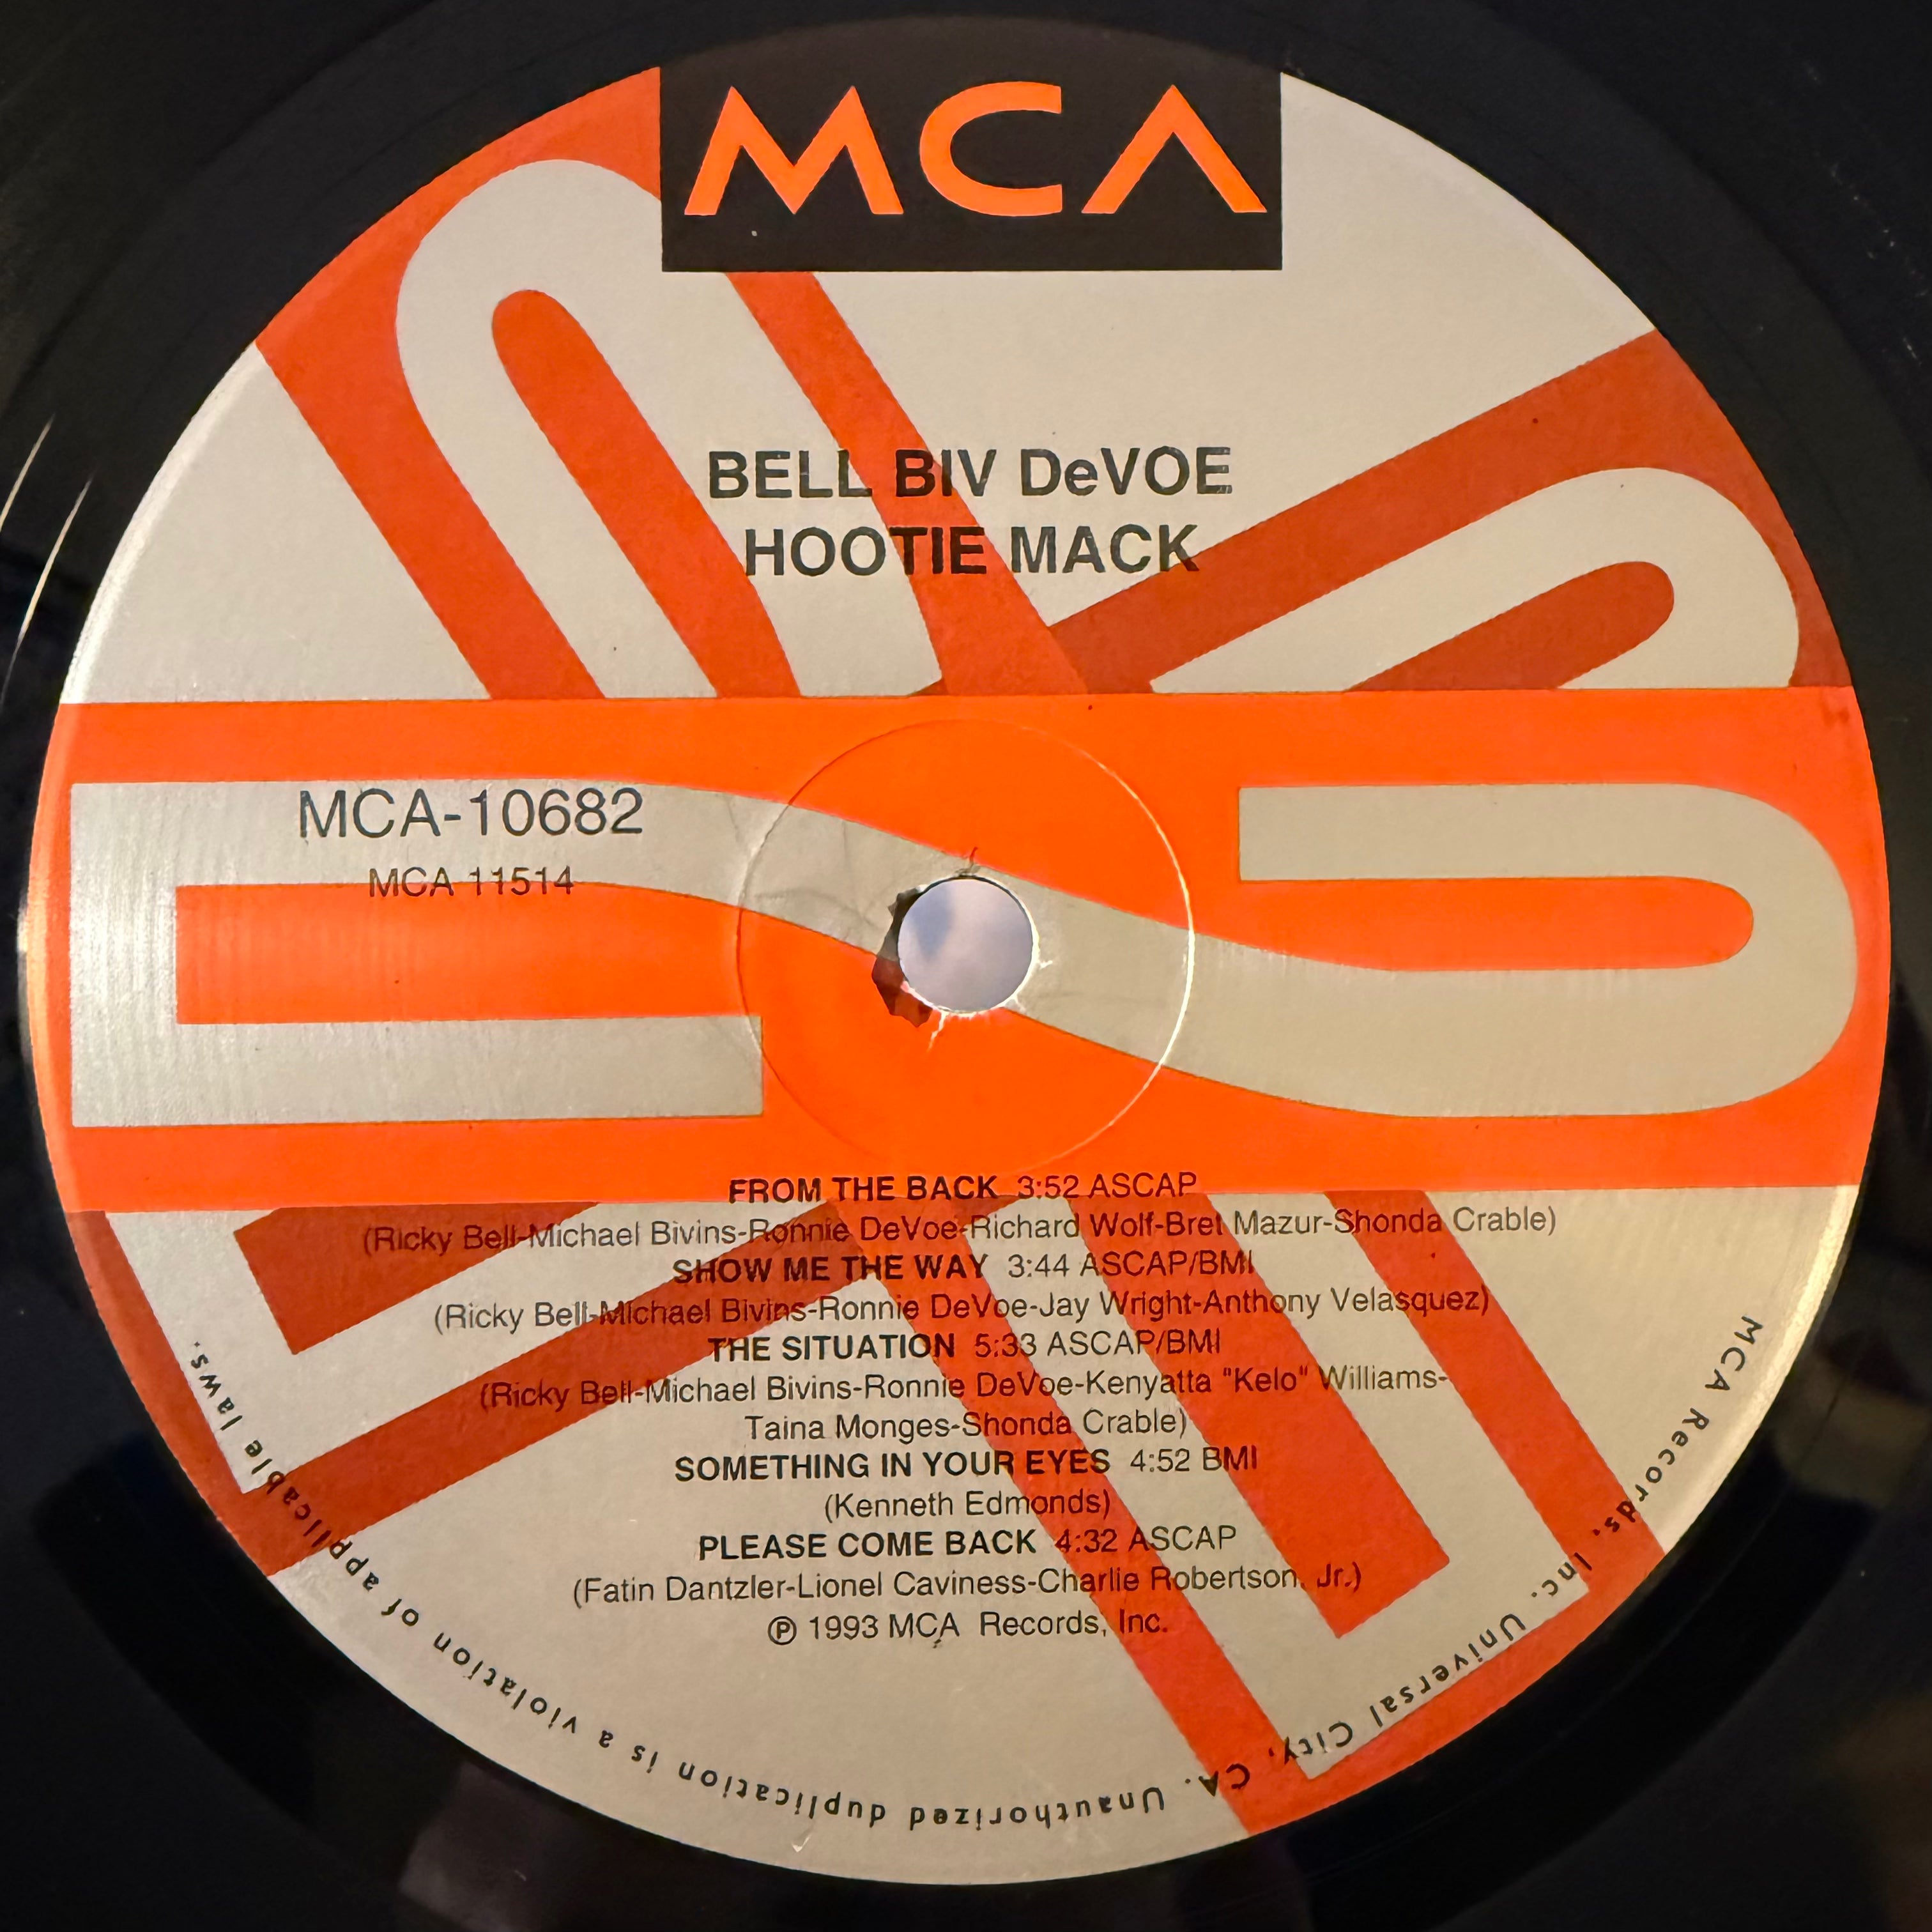 MCA
BELL BIV DeVOE
HOOTIE MACK
MCA-10682
MCA 11514
FROM THE BACK 3:52 ASCAP
(Ricky Bell-Michael Bivins-Ronnie DeVoe-Richard Wolf-Bret Mazur-Shonda Crable)
SHOW ME THE WAY 3:44 ASCAP/BMI
(Ricky Bell-Michael Bivins-Ronnie DeVoe-Jay Wright-Anthony Velasquez)
THE SITUATION 5:33 ASCAP/BMI
(Ricky Bell-Michael Bivins-Ronnie DeVoe-Kenyatta "Kelo" Williams-
Taina Monges-Shonda Crable)
SOMETHING IN YOUR EYES 4:52 BMI
(Kenneth Edmonds)
PLEASE COME BACK 4:32 ASCAP
(Fatin Dantzler-Lionel Caviness-Charlie Robertson, Jr.)
℗ 1993 MCA Records, Inc.
MCA Records, Inc. Universal City, CA. Unauthorized duplication is a violation of applicable laws.